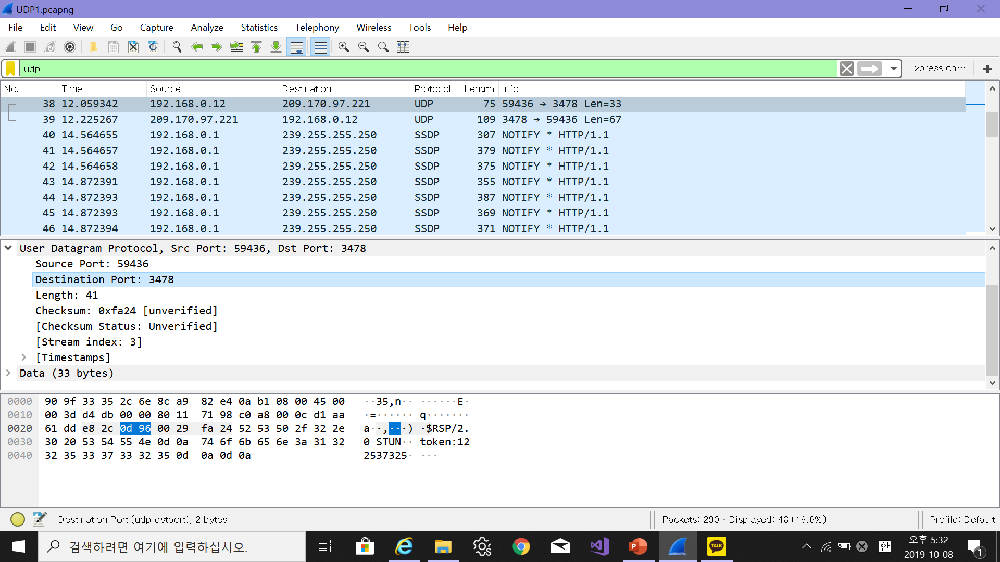 UDP1.pcapng
File Edit View Go Capture Analyze Statistics Telephony Wireless Tools Help
udp Expression…
No. Time Source Destination Protocol Length Info
38 12.059342 192.168.0.12 209.170.97.221 UDP 75 59436 → 3478 Len=33
39 12.225267 209.170.97.221 192.168.0.12 UDP 109 3478 → 59436 Len=67
40 14.564655 192.168.0.1 239.255.255.250 SSDP 307 NOTIFY * HTTP/1.1
41 14.564657 192.168.0.1 239.255.255.250 SSDP 379 NOTIFY * HTTP/1.1
42 14.564658 192.168.0.1 239.255.255.250 SSDP 375 NOTIFY * HTTP/1.1
43 14.872391 192.168.0.1 239.255.255.250 SSDP 355 NOTIFY * HTTP/1.1
44 14.872393 192.168.0.1 239.255.255.250 SSDP 387 NOTIFY * HTTP/1.1
45 14.872393 192.168.0.1 239.255.255.250 SSDP 369 NOTIFY * HTTP/1.1
46 14.872394 192.168.0.1 239.255.255.250 SSDP 371 NOTIFY * HTTP/1.1
User Datagram Protocol, Src Port: 59436, Dst Port: 3478
Source Port: 59436
Destination Port: 3478
Length: 41
Checksum: 0xfa24 [unverified]
[Checksum Status: Unverified]
[Stream index: 3]
[Timestamps]
Data (33 bytes)
0000 90 9f 33 35 2c 6e 8c a9 82 e4 0a b1 08 00 45 00 ··35,n·· ······E·
0010 00 3d d4 db 00 00 80 11 71 98 c0 a8 00 0c d1 aa ·=······ q·······
0020 61 dd e8 2c 0d 96 00 29 fa 24 52 53 50 2f 32 2e a··,···) ·$RSP/2.
0030 30 20 53 54 55 4e 0d 0a 74 6f 6b 65 6e 3a 31 32 0 STUN·· token:12
0040 32 35 33 37 33 32 35 0d 0a 0d 0a 2537325· ···
Destination Port (udp.dstport), 2 bytes Packets: 290 · Displayed: 48 (16.6%) Profile: Default
검색하려면 여기에 입력하십시오. TALK 한 오후 5:32
2019-10-08 1